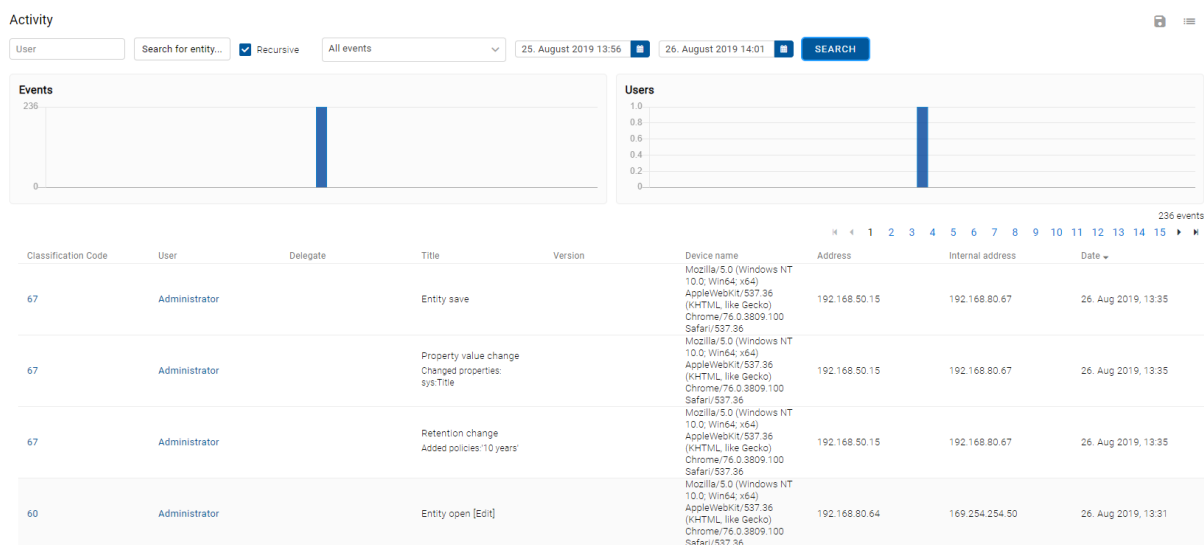 Activity
User Search for entity... Recursive All events 25. August 2019 13:56 26. August 2019 14:01 SEARCH
Events
236
0
Users
1.0
0.8
0.6
0.4
0.2
0
236 events
1 2 3 4 5 6 7 8 9 10 11 12 13 14 15
Classification Code User Delegate Title Version Device name Address Internal address Date
67 Administrator Entity save
Mozilla/5.0 (Windows NT
10.0; Win64; x64)
AppleWebKit/537.36
(KHTML, like Gecko)
Chrome/76.0.3809.100
Safari/537.36
192.168.50.15 192.168.80.67 26. Aug 2019, 13:35
67 Administrator
Property value change
Changed properties:
sys:Title
Mozilla/5.0 (Windows NT
10.0; Win64; x64)
AppleWebKit/537.36
(KHTML, like Gecko)
Chrome/76.0.3809.100
Safari/537.36
192.168.50.15 192.168.80.67 26. Aug 2019, 13:35
67 Administrator
Retention change
Added policies:'10 years'
Mozilla/5.0 (Windows NT
10.0; Win64; x64)
AppleWebKit/537.36
(KHTML, like Gecko)
Chrome/76.0.3809.100
Safari/537.36
192.168.50.15 192.168.80.67 26. Aug 2019, 13:35
60 Administrator Entity open [Edit]
Mozilla/5.0 (Windows NT
10.0; Win64; x64)
AppleWebKit/537.36
(KHTML, like Gecko)
Chrome/76.0.3809.100
Safari/537.36
192.168.80.64 169.254.254.50 26. Aug 2019, 13:31